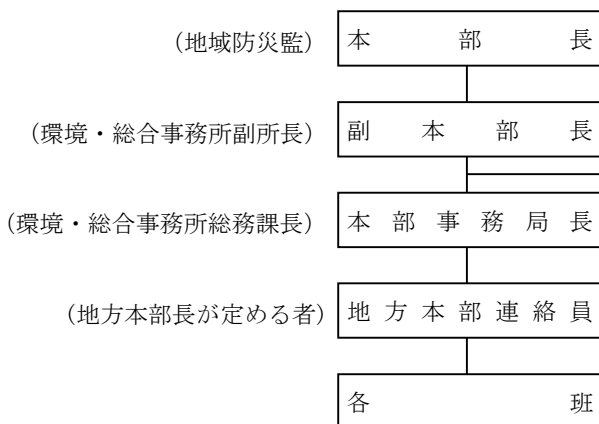 (地域防災監) 本部長
(環境・総合事務所副所長) 副本部長
(環境・総合事務所総務課長) 本部事務局長
(地方本部長が定める者) 地方本部連絡員
各班